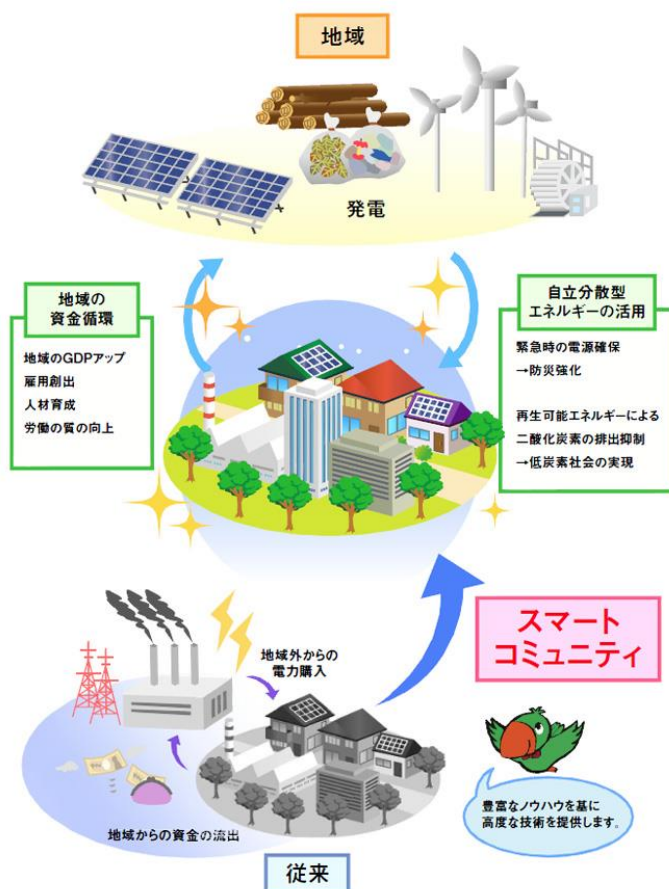 地域
発電
地域の
資金循環
地域のGDPアップ
雇用創出
人材育成
労働の質の向上
自立分散型
エネルギーの活用
緊急時の電源確保
→防災強化
再生可能エネルギーによる
二酸化炭素の排出抑制
→低炭素社会の実現
スマート
コミュニティ
地域外からの
電力購入
地域からの資金の流出
豊富なノウハウを基に
高度な技術を提供します。
従来